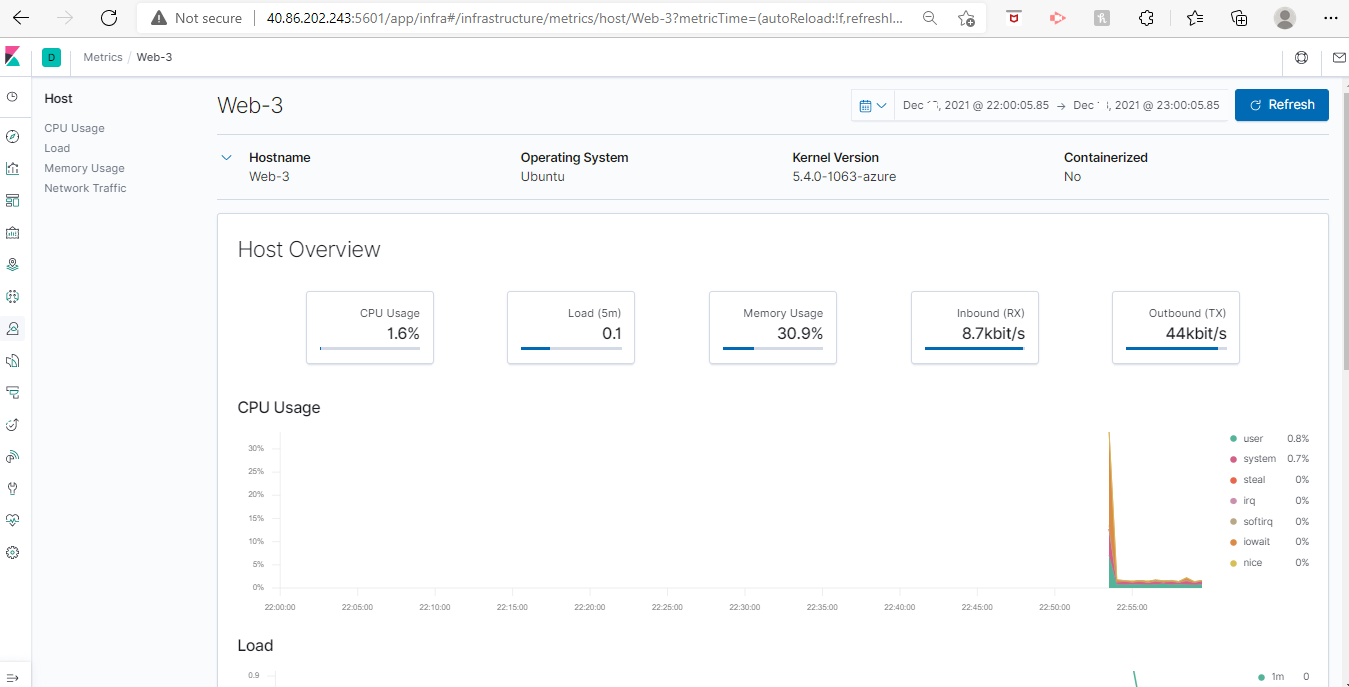 Not secure
40.86.202.243:5601/app/infra#/infrastructure/metrics/host/Web-3?metricTime=(autoReload:!f,refreshI...
D
Metrics / Web-3
Host
CPU Usage
Load
Memory Usage
Network Traffic
Web-3
Dec 2021 @ 22:00:05.85 → Dec 2021 @ 23:00:05.85
Refresh
Hostname Operating System Kernel Version Containerized
Web-3 Ubuntu 5.4.0-1063-azure No
Host Overview
CPU Usage Load (5m) Memory Usage Inbound (RX) Outbound (TX)
1.6% 0.1 30.9% 8.7kbit/s 44kbit/s
CPU Usage
30%
25%
20%
15%
10%
5%
0%
22:00:00 22:05:00 22:10:00 22:15:00 22:20:00 22:25:00 22:30:00 22:35:00 22:40:00 22:45:00 22:50:00 22:55:00
user 0.8%
system 0.7%
steal 0%
irq 0%
softirq 0%
iowait 0%
nice 0%
Load
0.9
1m 0